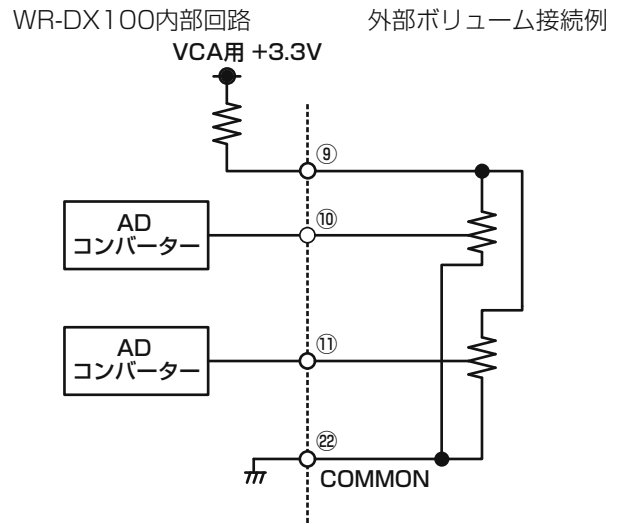 WR-DX100内部回路
外部ボリューム接続例
VCA用 +3.3V
⑨
AD
コンバーター
⑩
AD
コンバーター
⑪
㉒
COMMON